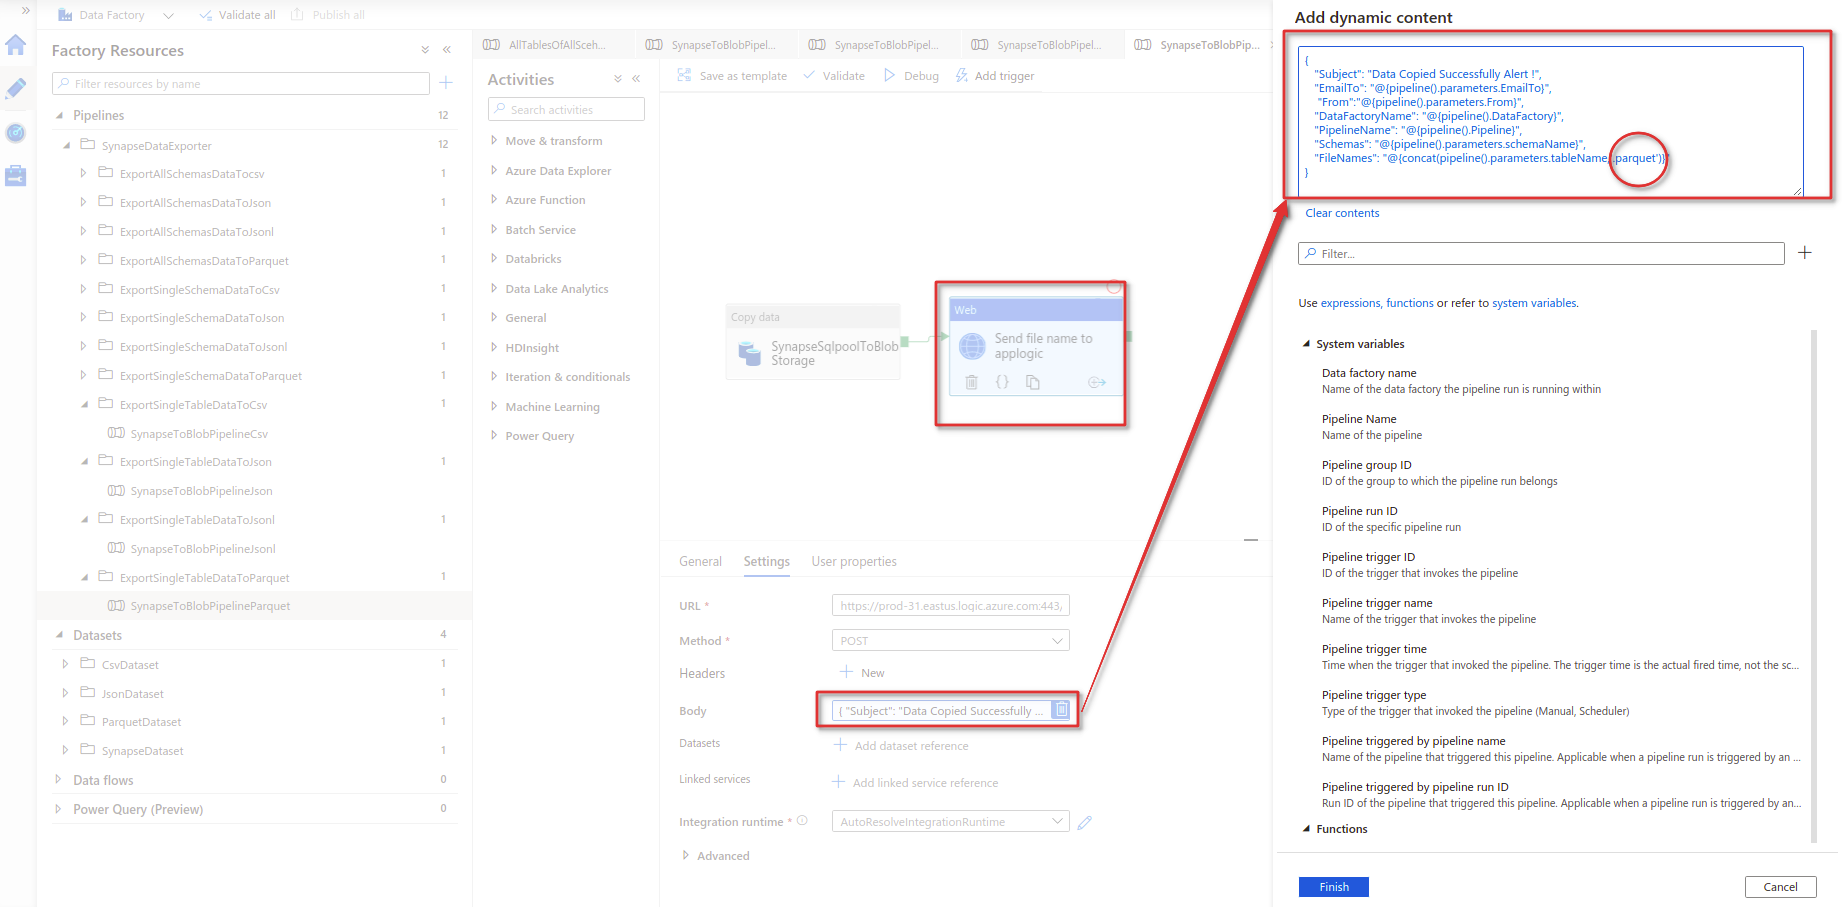 »
Data Factory
Validate all
Publish all
Factory Resources
Filter resources by name
Pipelines 12
SynapseDataExporter 12
ExportAllSchemasDataTocsv 1
ExportAllSchemasDataToJson 1
ExportAllSchemasDataToJsonl 1
ExportAllSchemasDataToParquet 1
ExportSingleSchemaDataToCsv 1
ExportSingleSchemaDataToJson 1
ExportSingleSchemaDataToJsonl 1
ExportSingleSchemaDataToParquet 1
ExportSingleTableDataToCsv 1
SynapseToBlobPipelineCsv
ExportSingleTableDataToJson 1
SynapseToBlobPipelineJson
ExportSingleTableDataToJsonl 1
SynapseToBlobPipelineJsonl
ExportSingleTableDataToParquet 1
SynapseToBlobPipelineParquet
Datasets 4
CsvDataset 1
JsonDataset 1
ParquetDataset 1
SynapseDataset 1
Data flows 0
Power Query (Preview) 0
AllTablesOfAllSceh...
SynapseToBlobPipel...
SynapseToBlobPipel...
SynapseToBlobPipel...
SynapseToBlobPip...
Activities
Search activities
Move & transform
Azure Data Explorer
Azure Function
Batch Service
Databricks
Data Lake Analytics
General
HDInsight
Iteration & conditionals
Machine Learning
Power Query
Save as template
Validate
Debug
Add trigger
Copy data
SynapseSqlpoolToBlob
Storage
Web
Send file name to
applogic
General
Settings
User properties
URL *
https://prod-31.eastus.logic.azure.com:443/
Method *
POST
Headers
New
Body
{ "Subject": "Data Copied Successfully ...
Datasets
Add dataset reference
Linked services
Add linked service reference
Integration runtime *
AutoResolveIntegrationRuntime
Advanced
Add dynamic content
{
"Subject": "Data Copied Successfully Alert !",
"EmailTo": "@{pipeline().parameters.EmailTo}",
"From":"@{pipeline().parameters.From}",
"DataFactoryName": "@{pipeline().DataFactory}",
"PipelineName": "@{pipeline().Pipeline}",
"Schemas": "@{pipeline().parameters.schemaName}",
"FileNames": "@{concat(pipeline().parameters.tableName,'.parquet')}"
}
Clear contents
Filter...
Use expressions, functions or refer to system variables.
System variables
Data factory name
Name of the data factory the pipeline run is running within
Pipeline Name
Name of the pipeline
Pipeline group ID
ID of the group to which the pipeline run belongs
Pipeline run ID
ID of the specific pipeline run
Pipeline trigger ID
ID of the trigger that invokes the pipeline
Pipeline trigger name
Name of the trigger that invokes the pipeline
Pipeline trigger time
Time when the trigger that invoked the pipeline. The trigger time is the actual fired time, not the sc...
Pipeline trigger type
Type of the trigger that invoked the pipeline (Manual, Scheduler)
Pipeline triggered by pipeline name
Name of the pipeline that triggered this pipeline. Applicable when a pipeline run is triggered by an ...
Pipeline triggered by pipeline run ID
Run ID of the pipeline that triggered this pipeline. Applicable when a pipeline run is triggered by an...
Functions
Finish
Cancel